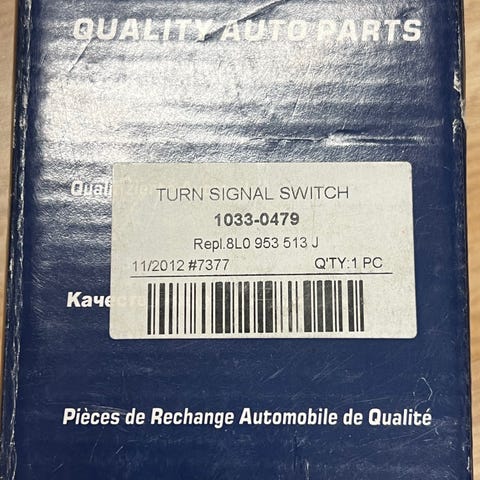 QUALITY AUTO PARTS
TURN SIGNAL SWITCH
1033-0479
Repl.8L0 953 513 J
11/2012 #7377 Q'TY:1 PC
Pièces de Rechange Automobile de Qualité